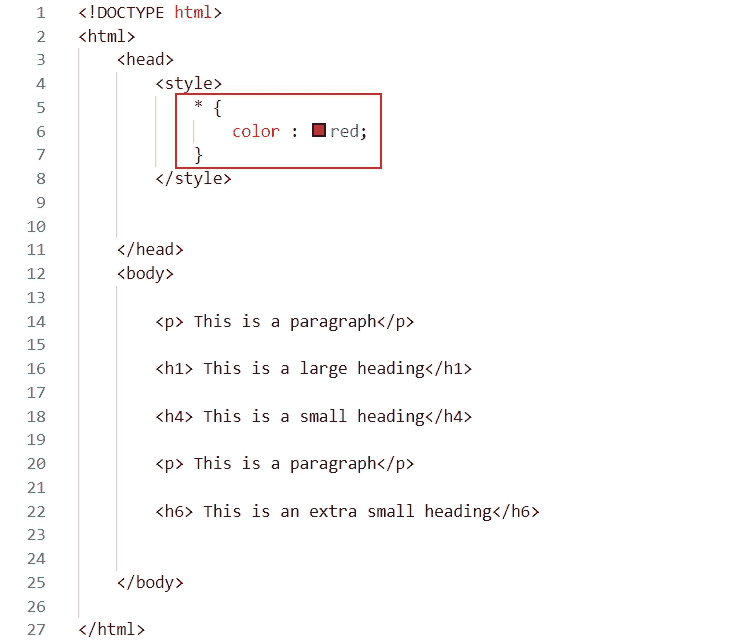 1 <!DOCTYPE html>
2 <html>
3 <head>
4 <style>
5 * {
6 color : red;
7 }
8 </style>
9
10
11 </head>
12 <body>
13
14 <p> This is a paragraph</p>
15
16 <h1> This is a large heading</h1>
17
18 <h4> This is a small heading</h4>
19
20 <p> This is a paragraph</p>
21
22 <h6> This is an extra small heading</h6>
23
24
25 </body>
26
27 </html>